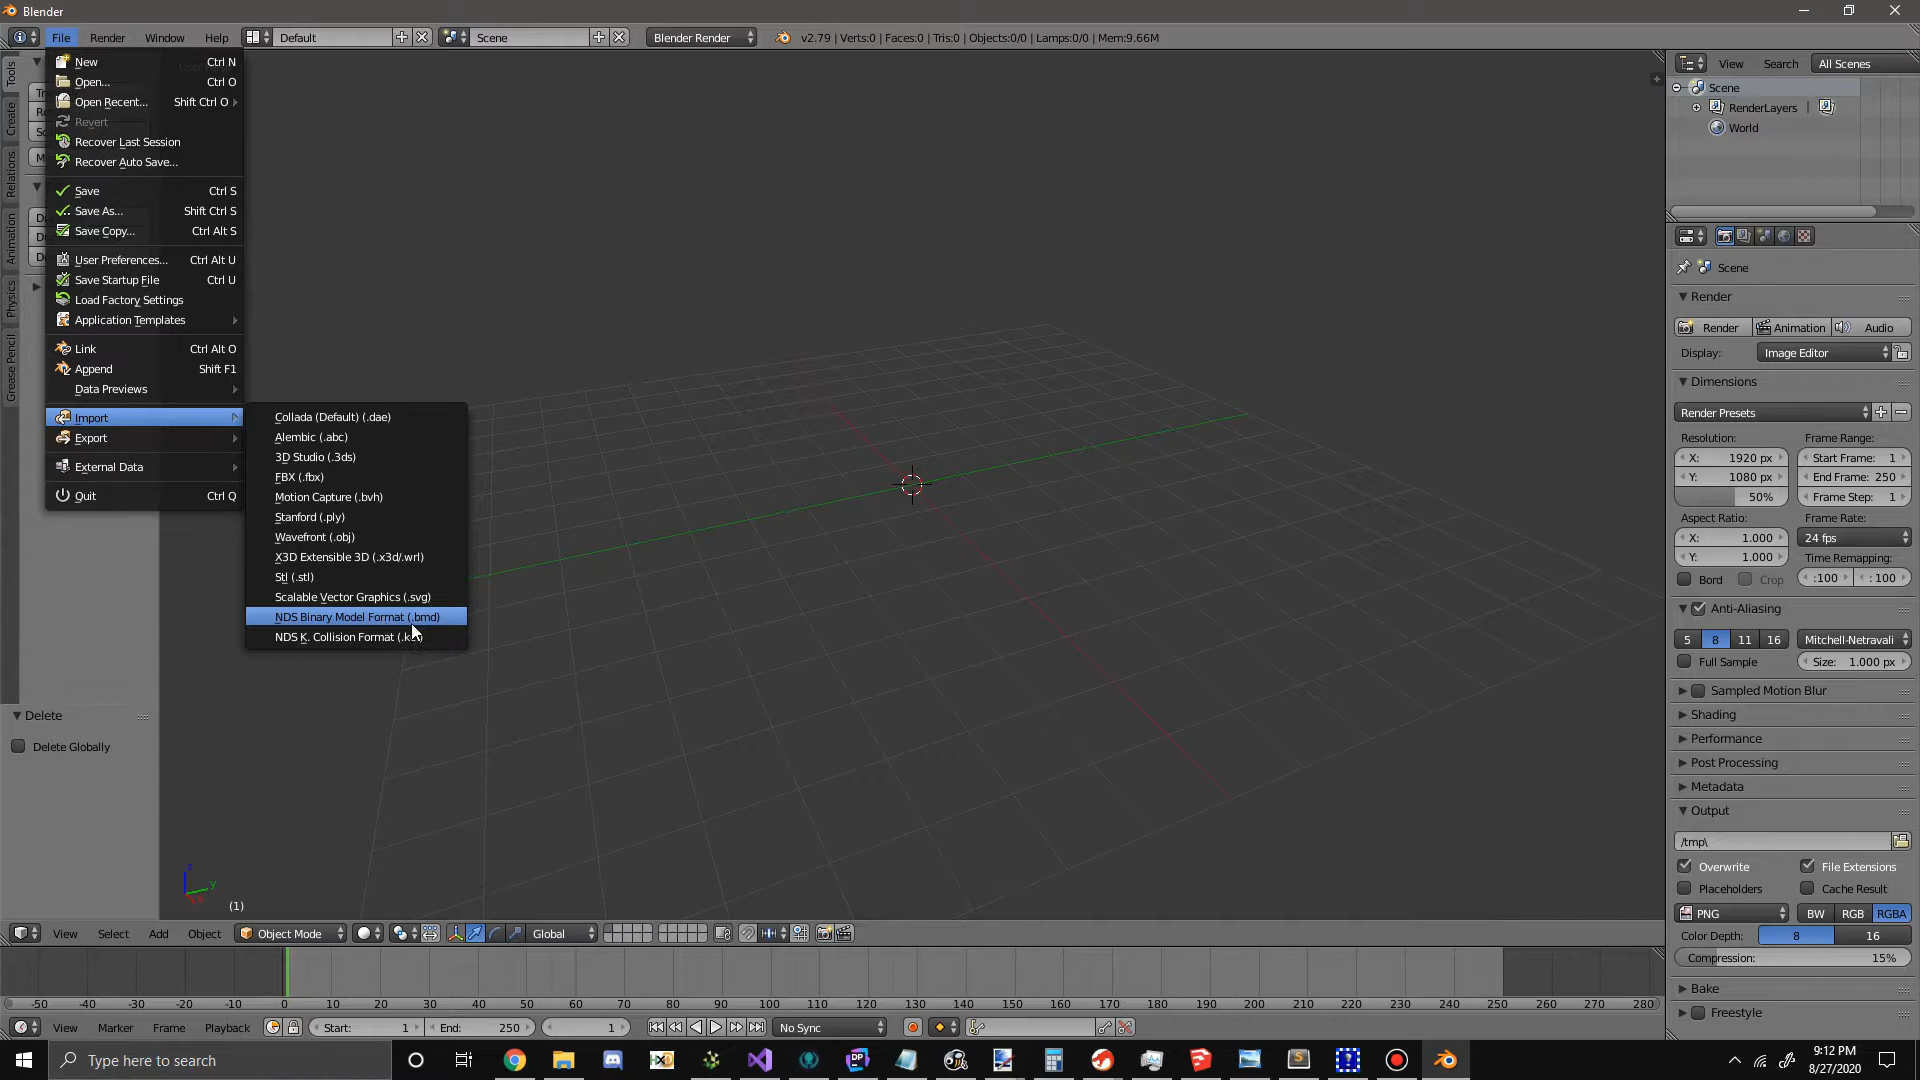 Blender
File Render Window Help Default Scene Blender Render v2.79 | Verts:0 | Faces:0 | Tris:0 | Objects:0/0 | Lamps:0/0 | Mem:9.66M
New Ctrl N
Open... Ctrl O
Open Recent... Shift Ctrl O
Revert
Recover Last Session
Recover Auto Save...
Save Ctrl S
Save As... Shift Ctrl S
Save Copy... Ctrl Alt S
User Preferences... Ctrl Alt U
Save Startup File Ctrl U
Load Factory Settings
Application Templates
Link Ctrl Alt O
Append Shift F1
Data Previews
Import
Export
External Data
Quit Ctrl Q
Collada (Default) (.dae)
Alembic (.abc)
3D Studio (.3ds)
FBX (.fbx)
Motion Capture (.bvh)
Stanford (.ply)
Wavefront (.obj)
X3D Extensible 3D (.x3d/.wrl)
Stl (.stl)
Scalable Vector Graphics (.svg)
NDS Binary Model Format (.bmd)
NDS K. Collision Format
Tools
Create
Relations
Animation
Physics
Grease Pencil
Delete
Delete Globally
z
y
(1)
View Search All Scenes
Scene
RenderLayers
World
Scene
Render
Render Animation Audio
Display: Image Editor
Dimensions
Render Presets
Resolution: Frame Range:
X: 1920 px Start Frame: 1
Y: 1080 px End Frame: 250
50% Frame Step: 1
Aspect Ratio: Frame Rate:
X: 1.000 24 fps
Y: 1.000 Time Remapping:
Bord Crop :100 : 100
Anti-Aliasing
5 8 11 16 Mitchell-Netravali
Full Sample Size: 1.000 px
Sampled Motion Blur
Shading
Performance
Post Processing
Metadata
Output
/tmp\
Overwrite File Extensions
Placeholders Cache Result
PNG BW RGB RGBA
Color Depth: 8 16
Compression: 15%
Bake
Freestyle
View Select Add Object Object Mode Global
-50 -40 -30 -20 -10 0 10 20 30 40 50 60 70 80 90 100 110 120 130 140 150 160 170 180 190 200 210 220 230 240 250 260 270 280
View Marker Frame Playback Start: 1 End: 250 1 No Sync
Type here to search
9:12 PM
8/27/2020